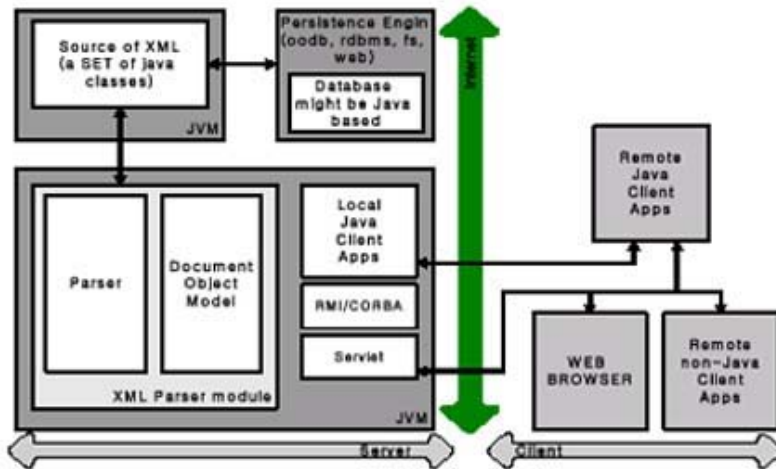 Source of XML
(a SET of java
classes)
JVM
Persistence Engin
(oodb, rdbms, fs,
web)
Database
might be Java
based
Internet
Parser
Document
Object
Model
XML Parser module
Local
Java
Client
Apps
RMI/CORBA
Servlet
JVM
Remote
Java
Client
Apps
WEB
BROWSER
Remote
non-Java
Client
Apps
Server
Client